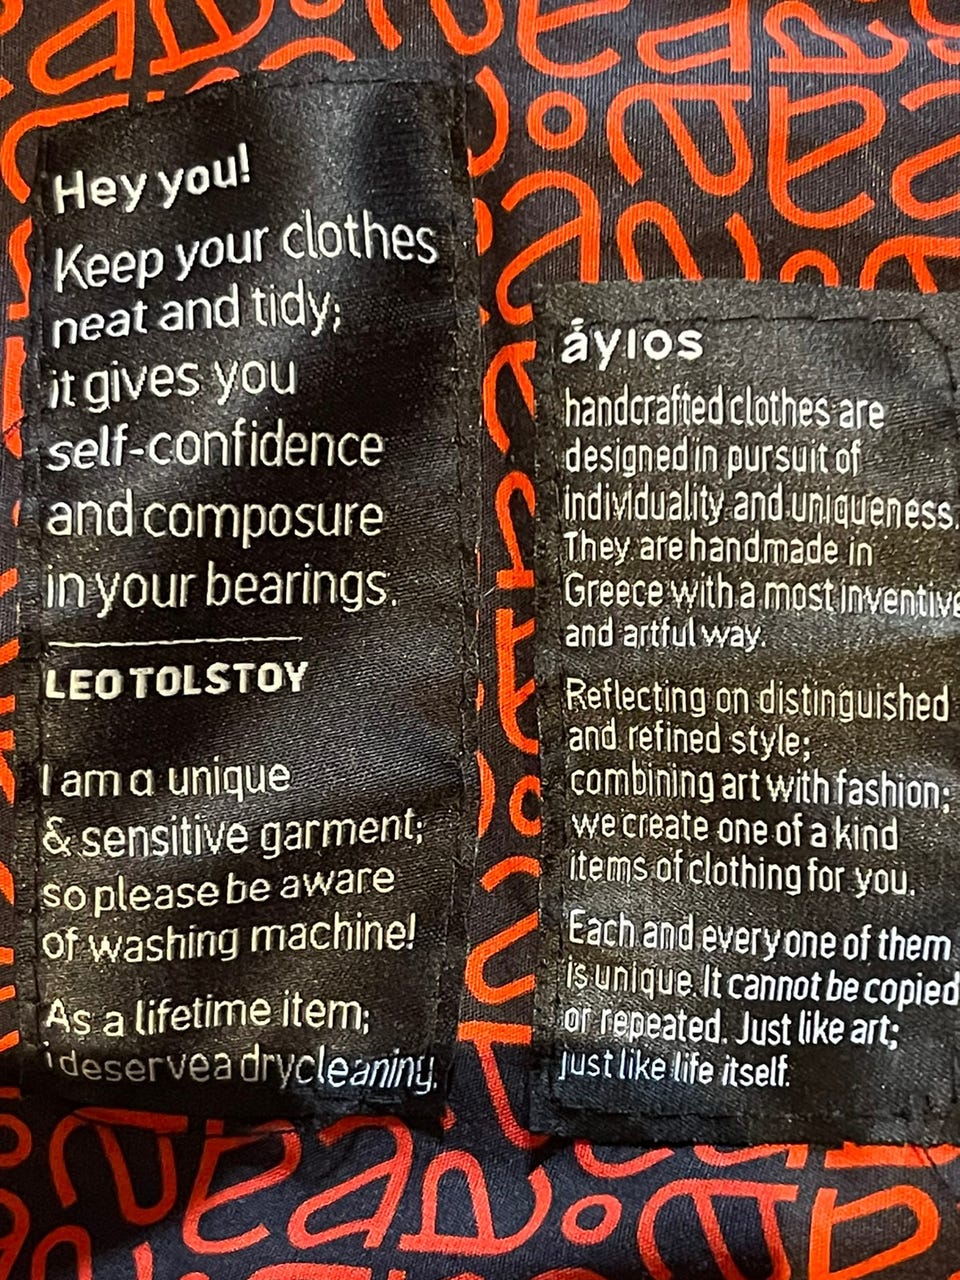 Hey you!
Keep your clothes
neat and tidy;
it gives you
self-confidence
and composure
in your bearings.
LEO TOLSTOY
I am a unique
& sensitive garment;
so please be aware
of washing machine!
As a lifetime item;
i deserve a dry cleaning.
áyios
handcrafted clothes are
designed in pursuit of
individuality and uniqueness.
They are handmade in
Greece with a most inventive
and artful way.
Reflecting on distinguished
and refined style;
combining art with fashion;
we create one of a kind
items of clothing for you.
Each and every one of them
is unique. It cannot be copied
or repeated. Just like art;
just like life itself.